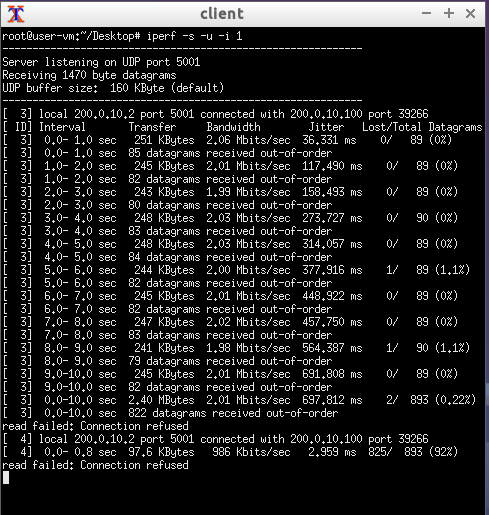 client
root@user-vm:~/Desktop# iperf -s -u -i 1
------------------------------------------------------------
Server listening on UDP port 5001
Receiving 1470 byte datagrams
UDP buffer size:  160 KByte (default)
------------------------------------------------------------
[  3] local 200.0.10.2 port 5001 connected with 200.0.10.100 port 39266
[ ID] Interval       Transfer     Bandwidth        Jitter   Lost/Total Datagrams
[  3]  0.0- 1.0 sec   251 KBytes  2.06 Mbits/sec  36.331 ms    0/   89 (0%)
[  3]  0.0- 1.0 sec  85 datagrams received out-of-order
[  3]  1.0- 2.0 sec   245 KBytes  2.01 Mbits/sec  117.490 ms    0/   89 (0%)
[  3]  1.0- 2.0 sec  82 datagrams received out-of-order
[  3]  2.0- 3.0 sec   243 KBytes  1.99 Mbits/sec  158.493 ms    0/   89 (0%)
[  3]  2.0- 3.0 sec  80 datagrams received out-of-order
[  3]  3.0- 4.0 sec   248 KBytes  2.03 Mbits/sec  273.727 ms    0/   90 (0%)
[  3]  3.0- 4.0 sec  83 datagrams received out-of-order
[  3]  4.0- 5.0 sec   248 KBytes  2.03 Mbits/sec  314.057 ms    0/   89 (0%)
[  3]  4.0- 5.0 sec  84 datagrams received out-of-order
[  3]  5.0- 6.0 sec   244 KBytes  2.00 Mbits/sec  377.916 ms    1/   89 (1.1%)
[  3]  5.0- 6.0 sec  82 datagrams received out-of-order
[  3]  6.0- 7.0 sec   245 KBytes  2.01 Mbits/sec  448.922 ms    0/   89 (0%)
[  3]  6.0- 7.0 sec  82 datagrams received out-of-order
[  3]  7.0- 8.0 sec   247 KBytes  2.02 Mbits/sec  457.750 ms    0/   89 (0%)
[  3]  7.0- 8.0 sec  83 datagrams received out-of-order
[  3]  8.0- 9.0 sec   241 KBytes  1.98 Mbits/sec  564.387 ms    1/   90 (1.1%)
[  3]  8.0- 9.0 sec  79 datagrams received out-of-order
[  3]  9.0-10.0 sec   245 KBytes  2.01 Mbits/sec  691.808 ms    0/   89 (0%)
[  3]  9.0-10.0 sec  82 datagrams received out-of-order
[  3]  0.0-10.0 sec  2.40 MBytes  2.01 Mbits/sec  697.812 ms    2/  893 (0.22%)
[  3]  0.0-10.0 sec  822 datagrams received out-of-order
read failed: Connection refused
[  4] local 200.0.10.2 port 5001 connected with 200.0.10.100 port 39266
[  4]  0.0- 0.8 sec  97.6 KBytes   986 Kbits/sec   2.959 ms  825/  893 (92%)
read failed: Connection refused